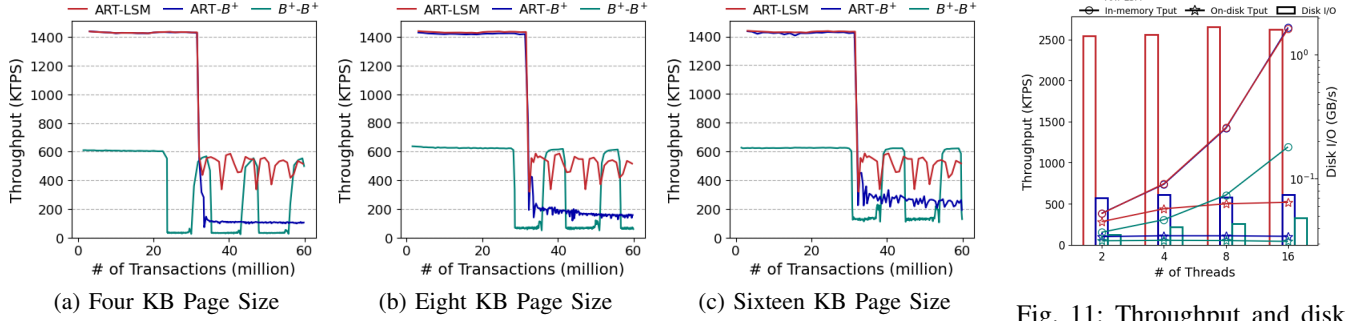 ART-LSM ART-B+ B+-B+
ART-LSM ART-B+ B+-B+
ART-LSM ART-B+ B+-B+
In-memory Tput On-disk Tput Disk I/O
Throughput (KTPS)
1400
1200
1000
800
600
400
200
0
0 20 40 60
# of Transactions (million)
(a) Four KB Page Size
Throughput (KTPS)
1400
1200
1000
800
600
400
200
0
0 20 40 60
# of Transactions (million)
(b) Eight KB Page Size
Throughput (KTPS)
1400
1200
1000
800
600
400
200
0
0 20 40 60
# of Transactions (million)
(c) Sixteen KB Page Size
Throughput (KTPS)
2500
2000
1500
1000
500
0
2 4 8 16
# of Threads
10^0
10^-1
Disk I/O (GB/s)
Fig. 11: Throughput and disk